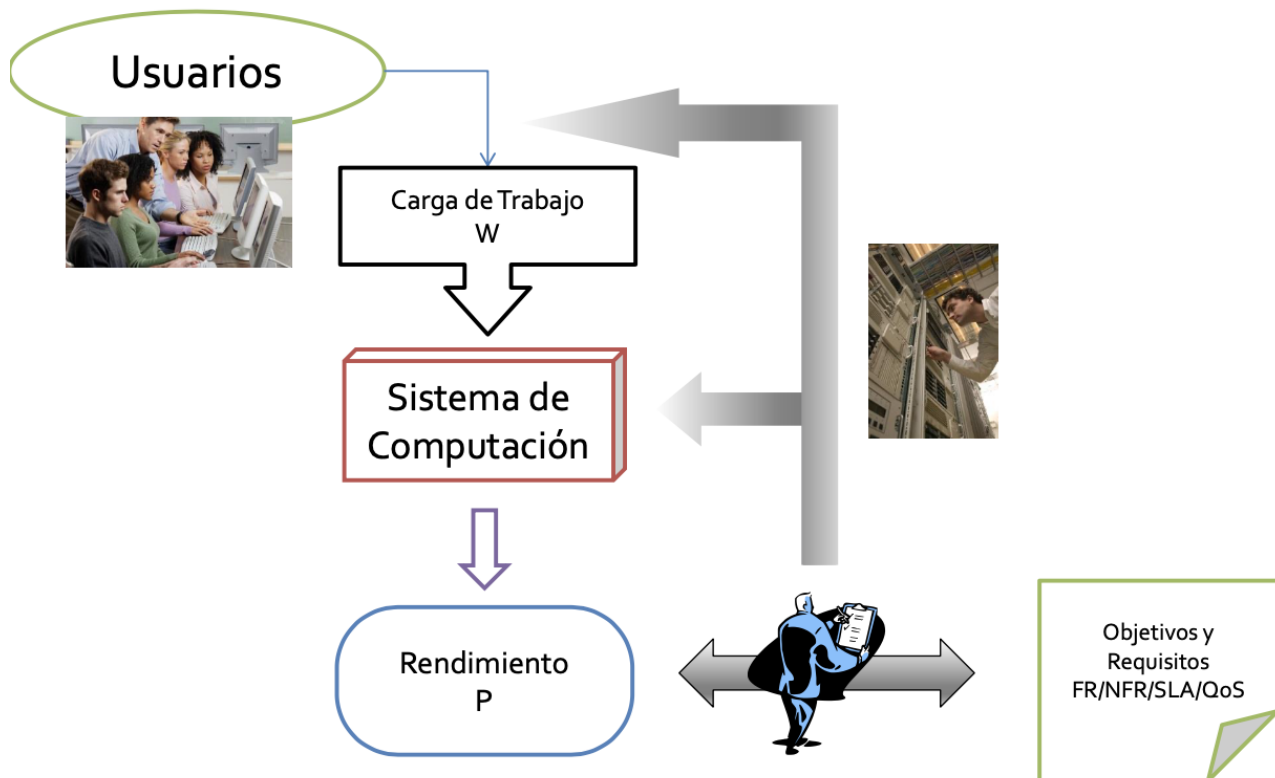 Usuarios
Carga de Trabajo
W
Sistema de
Computación
Rendimiento
P
Objetivos y
Requisitos
FR/NFR/SLA/QoS